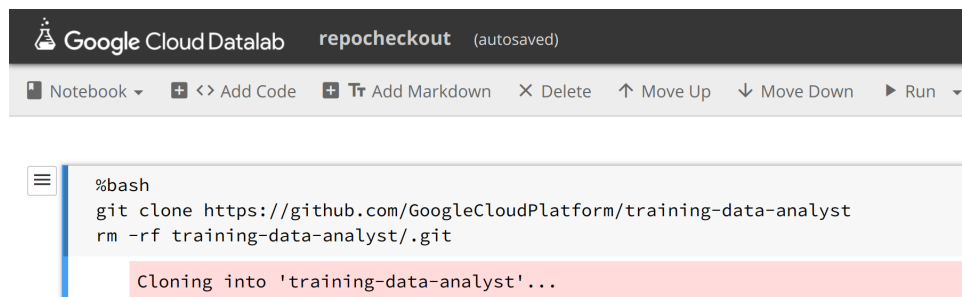 Google Cloud Datalab repocheckout (autosaved)
Notebook <> Add Code Tт Add Markdown Delete Move Up Move Down Run
%bash
git clone https://github.com/GoogleCloudPlatform/training-data-analyst
rm -rf training-data-analyst/.git
Cloning into 'training-data-analyst'...